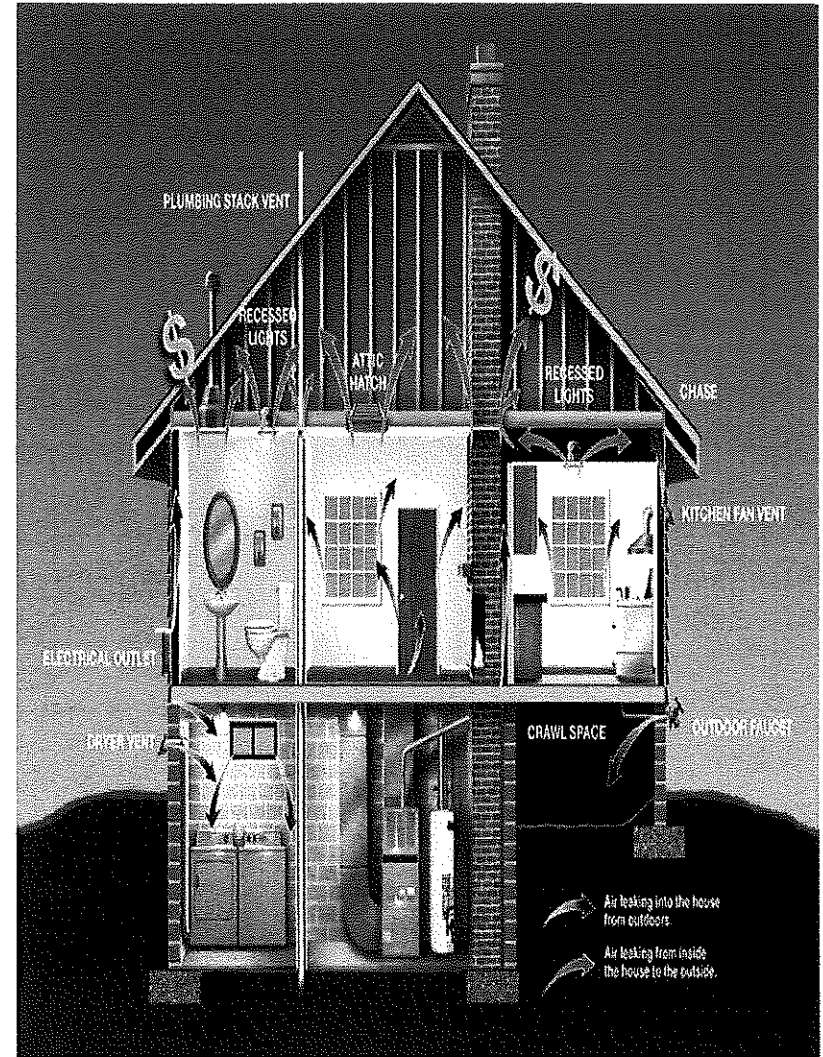 PLUMBING STACK VENT
RECESSED
LIGHTS
ATTIC
HATCH
RECESSED
LIGHTS
CHASE
KITCHEN FAN VENT
ELECTRICAL OUTLET
DRYER VENT
CRAWL SPACE
OUTDOOR FAUCET
Air leaking into the house
from outdoors.
Air leaking from inside
the house to the outside.
$
$